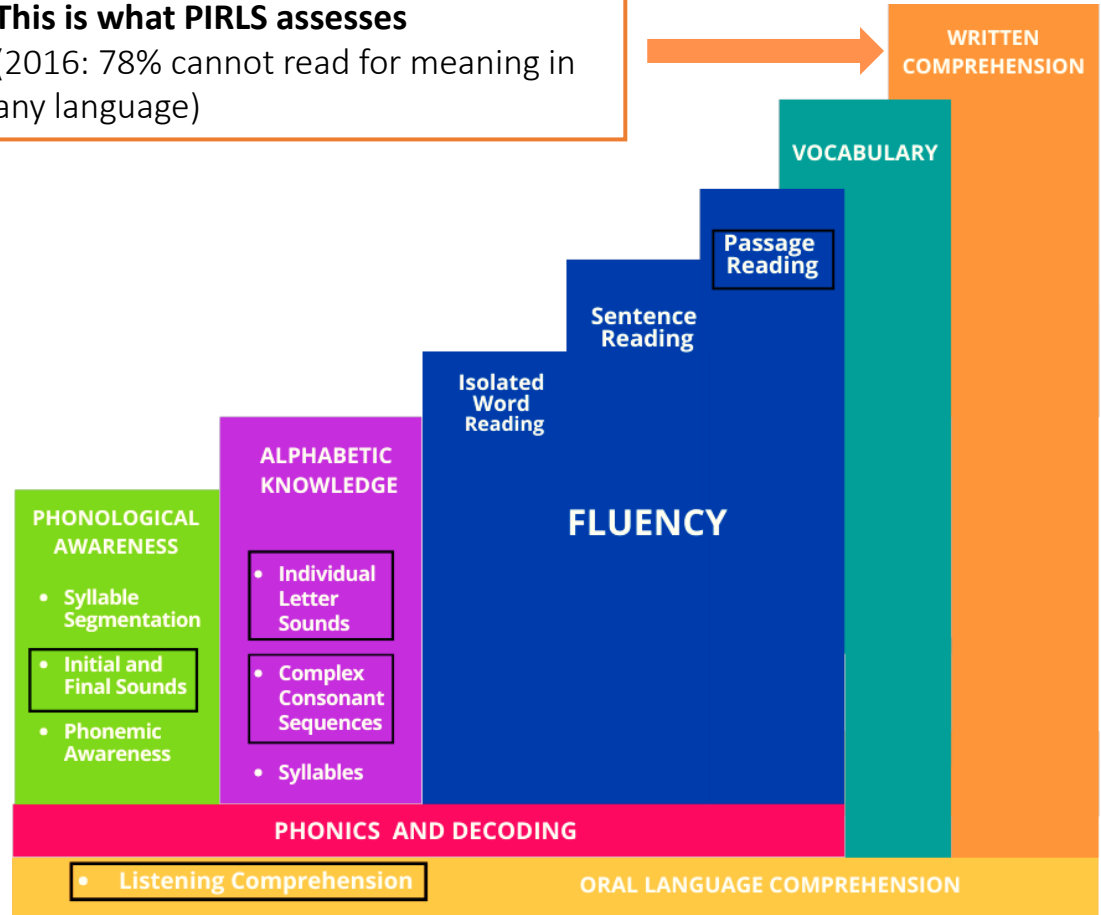 This is what PIRLS assesses
(2016: 78% cannot read for meaning in
any language)
WRITTEN
COMPREHENSION
VOCABULARY
Passage
Reading
Sentence
Reading
Isolated
Word
Reading
FLUENCY
ALPHABETIC
KNOWLEDGE
• Individual
Letter
Sounds
• Complex
Consonant
Sequences
• Syllables
PHONOLOGICAL
AWARENESS
• Syllable
Segmentation
• Initial and
Final Sounds
• Phonemic
Awareness
PHONICS AND DECODING
• Listening Comprehension
ORAL LANGUAGE COMPREHENSION